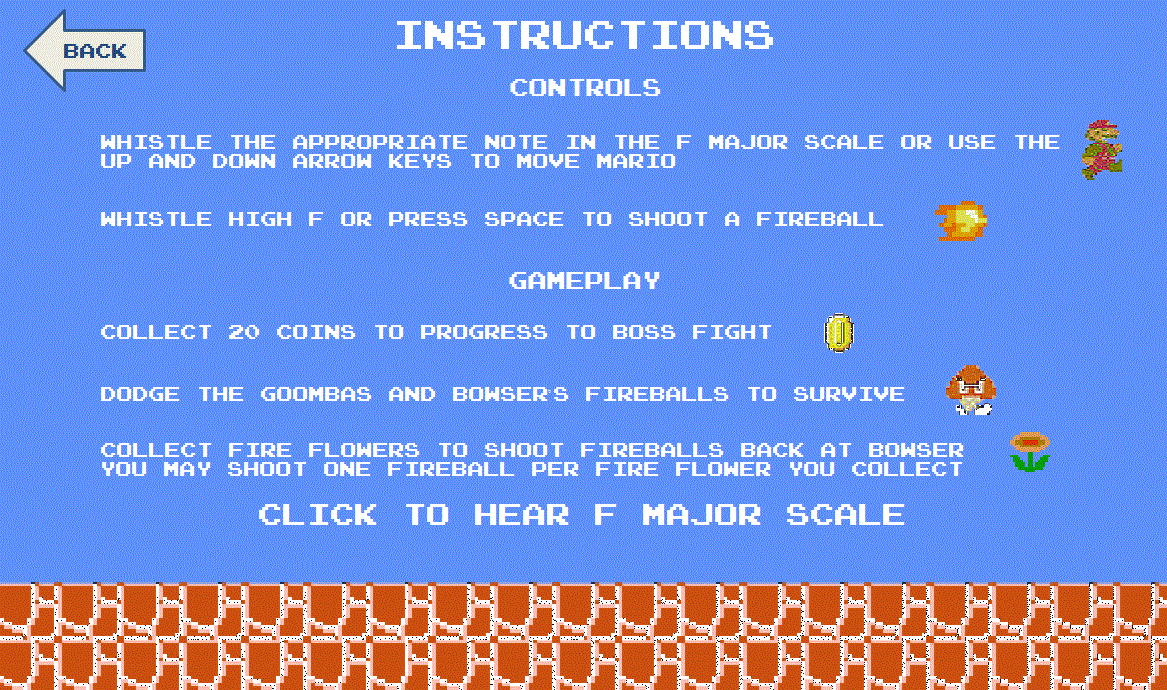 BACK
INSTRUCTIONS
CONTROLS
WHISTLE THE APPROPRIATE NOTE IN THE F MAJOR SCALE OR USE THE
UP AND DOWN ARROW KEYS TO MOVE MARIO
WHISTLE HIGH F OR PRESS SPACE TO SHOOT A FIREBALL
GAMEPLAY
COLLECT 20 COINS TO PROGRESS TO BOSS FIGHT
DODGE THE GOOMBAS AND BOWSER'S FIREBALLS TO SURVIVE
COLLECT FIRE FLOWERS TO SHOOT FIREBALLS BACK AT BOWSER
YOU MAY SHOOT ONE FIREBALL PER FIRE FLOWER YOU COLLECT
CLICK TO HEAR F MAJOR SCALE